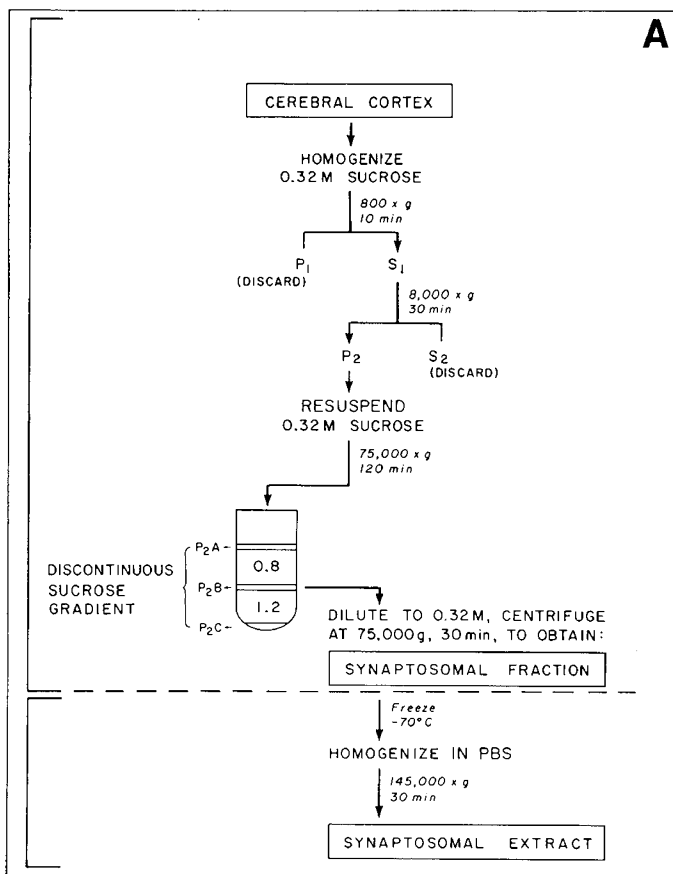 A
CEREBRAL CORTEX
HOMOGENIZE
0.32 M SUCROSE
800 x g
10 min
P1
(DISCARD)
S1
8,000 x g
30 min
P2
S2
(DISCARD)
RESUSPEND
0.32 M SUCROSE
75,000 x g
120 min
DISCONTINUOUS
SUCROSE
GRADIENT
P2A
0.8
P2B
1.2
P2C
DILUTE TO 0.32M, CENTRIFUGE
AT 75,000g, 30min, TO OBTAIN:
SYNAPTOSOMAL FRACTION
Freeze
-70°C
HOMOGENIZE IN PBS
145,000 x g
30 min
SYNAPTOSOMAL EXTRACT